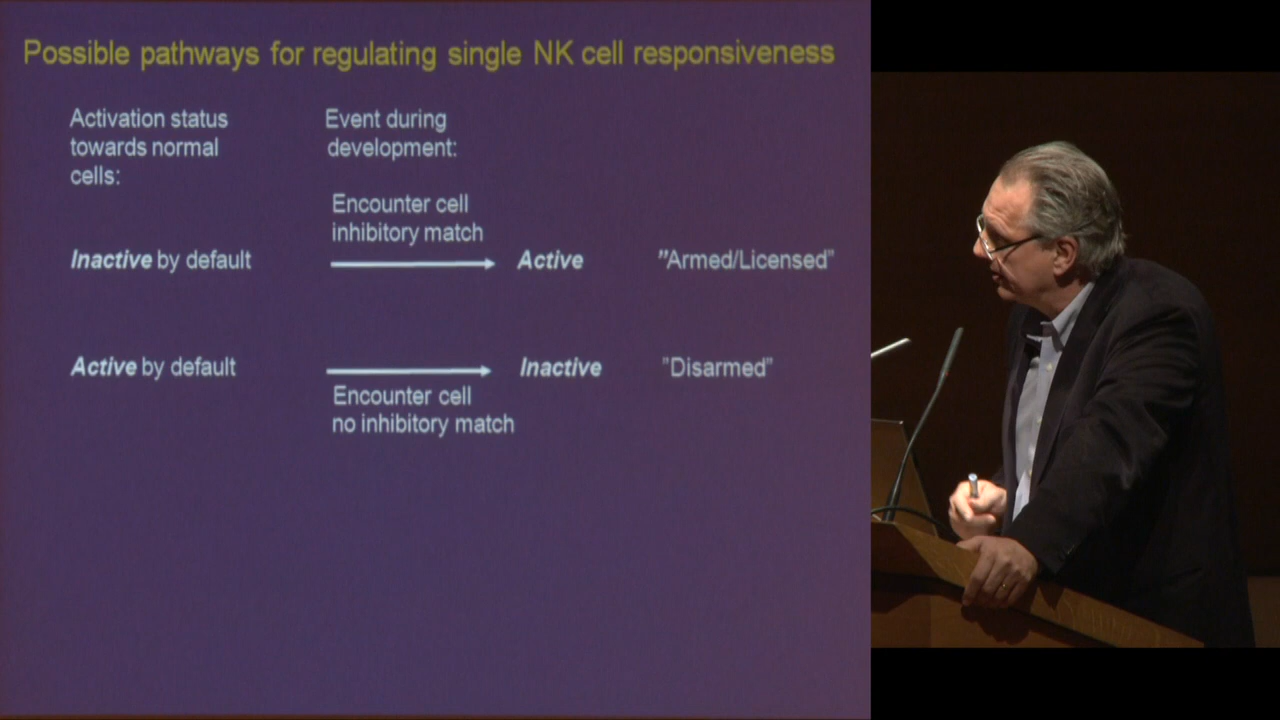 Possible pathways for regulating single NK cell responsiveness
Activation status
towards normal
cells:
Event during
development:
Encounter cell
inhibitory match
Inactive by default
Active
"Armed/Licensed"
Active by default
Inactive
"Disarmed"
Encounter cell
no inhibitory match